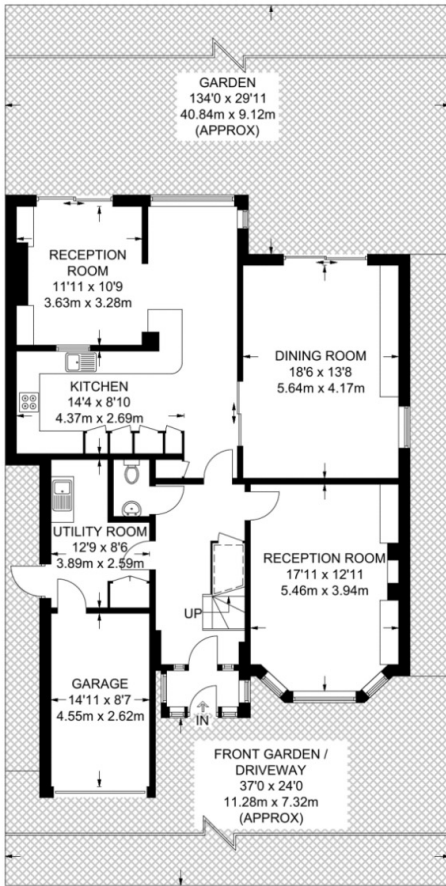 GARDEN
134'0 x 29'11
40.84m x 9.12m
(APPROX)
RECEPTION
ROOM
11'11 x 10'9
3.63m x 3.28m
DINING ROOM
18'6 x 13'8
5.64m x 4.17m
KITCHEN
14'4 x 8'10
4.37m x 2.69m
UTILITY ROOM
12'9 x 8'6
3.89m x 2.59m
RECEPTION ROOM
17'11 x 12'11
5.46m x 3.94m
UP
GARAGE
14'11 x 8'7
4.55m x 2.62m
IN
FRONT GARDEN /
DRIVEWAY
37'0 x 24'0
11.28m x 7.32m
(APPROX)